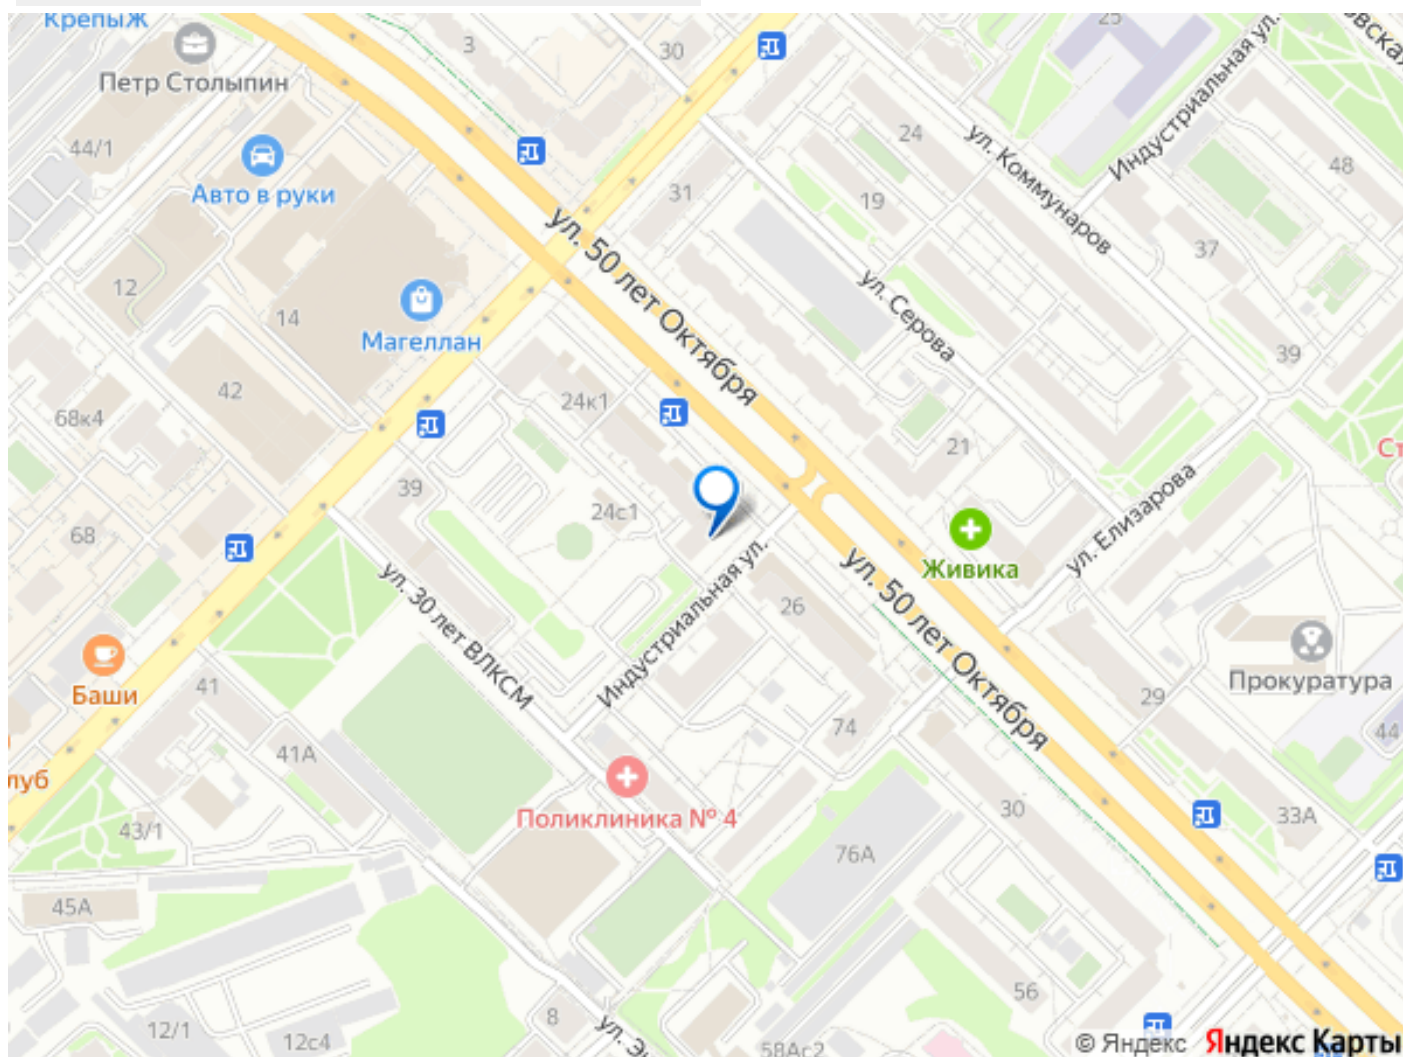 Крепыж
Петр Столыпин
44/1
Авто в руки
3
30
25
Индустриальная ул.
24
ул. Коммунаров
48
31
19
37
ул. 50 лет Октября
12
14
Магеллан
ул. Серова
39
42
24к1
68к4
21
39
24с1
68
ул. Елизарова
Живика
ул. 30 лет ВЛКСМ
Индустриальная ул.
26
ул. 50 лет Октября
Баши
41
Прокуратура
29
44
74
41А
луб
Поликлиника № 4
43/1
30
33А
76А
45А
56
8
12/1
12с4
58Ас2
© Яндекс Яндекс Карты